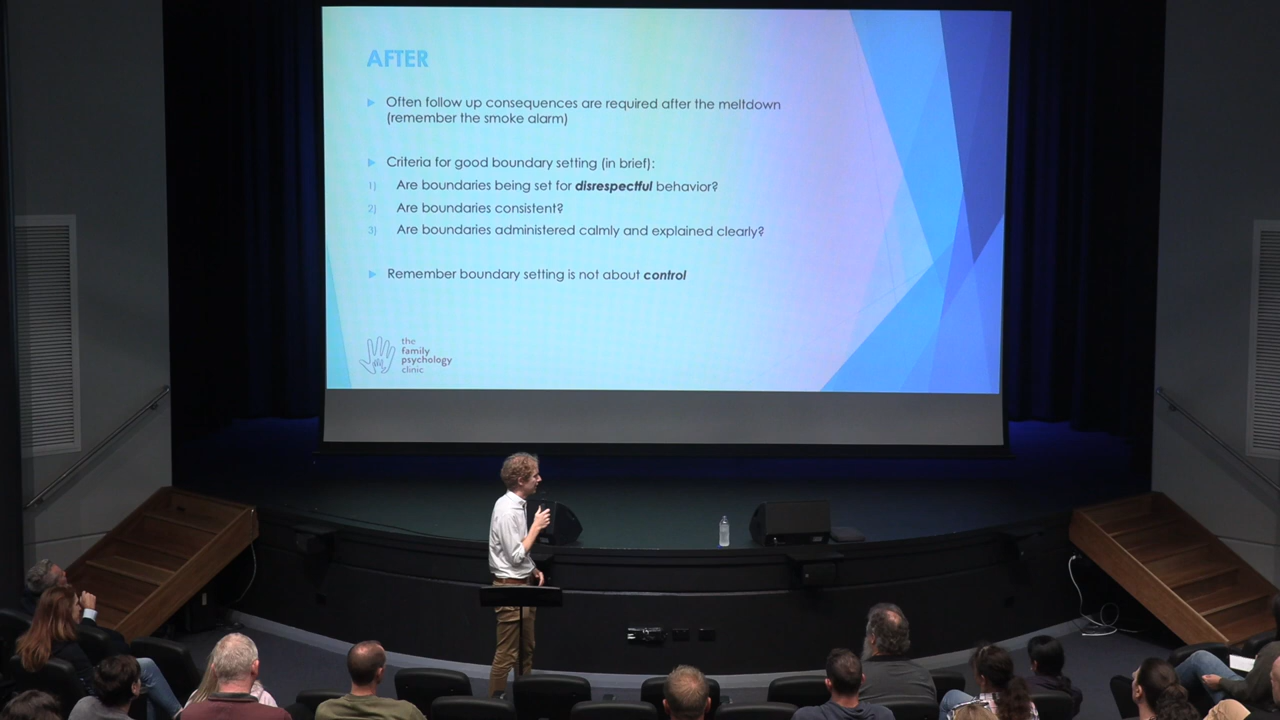 AFTER
Often follow up consequences are required after the meltdown
(remember the smoke alarm)
Criteria for good boundary setting (in brief):
1) Are boundaries being set for disrespectful behavior?
2) Are boundaries consistent?
3) Are boundaries administered calmly and explained clearly?
Remember boundary setting is not about control
the
family
psychology
clinic